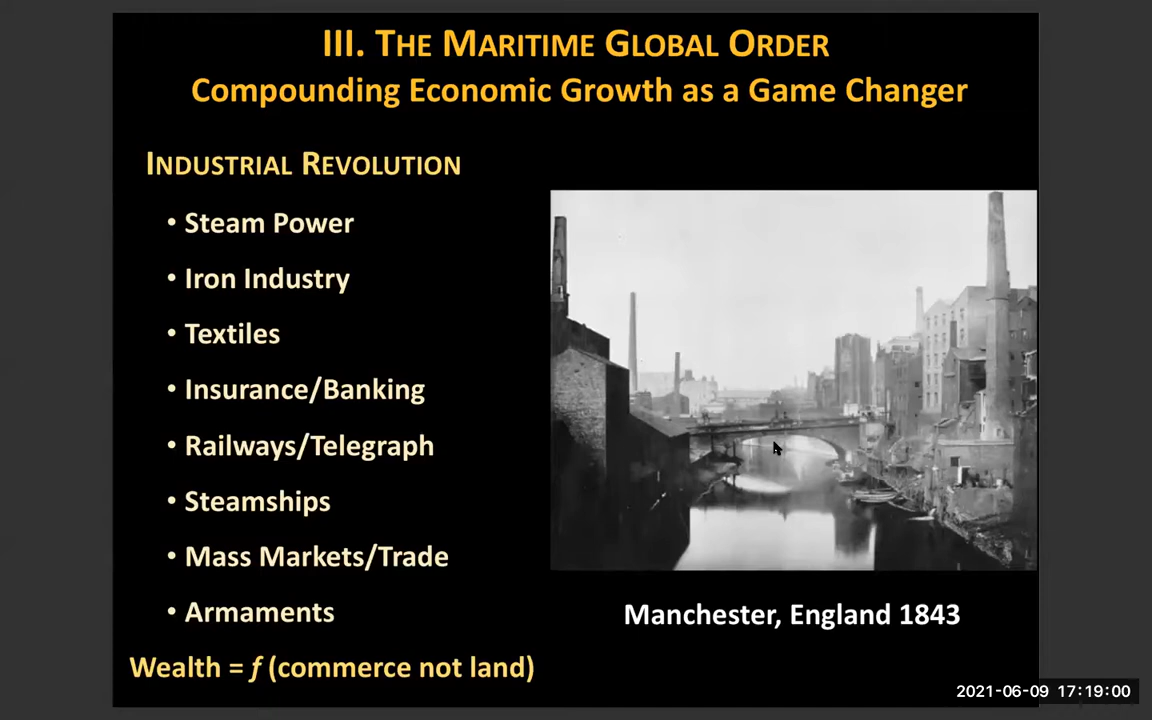 III. THE MARITIME GLOBAL ORDER
Compounding Economic Growth as a Game Changer
INDUSTRIAL REVOLUTION
• Steam Power
• Iron Industry
• Textiles
• Insurance/Banking
• Railways/Telegraph
• Steamships
• Mass Markets/Trade
• Armaments
Manchester, England 1843
Wealth = f (commerce not land)
2021-06-09 17:19:00